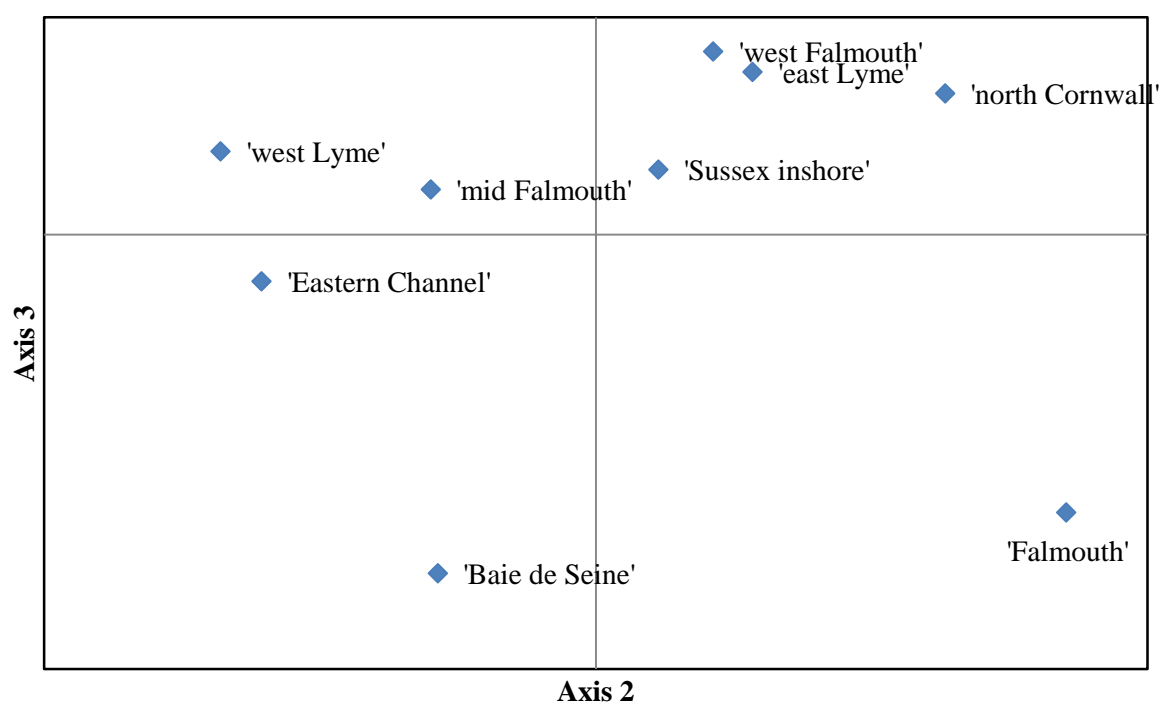 'west Falmouth'
'east Lyme'
'north Cornwall'
'west Lyme'
'Sussex inshore'
'mid Falmouth'
'Eastern Channel'
Axis 3
'Falmouth'
'Baie de Seine'
Axis 2